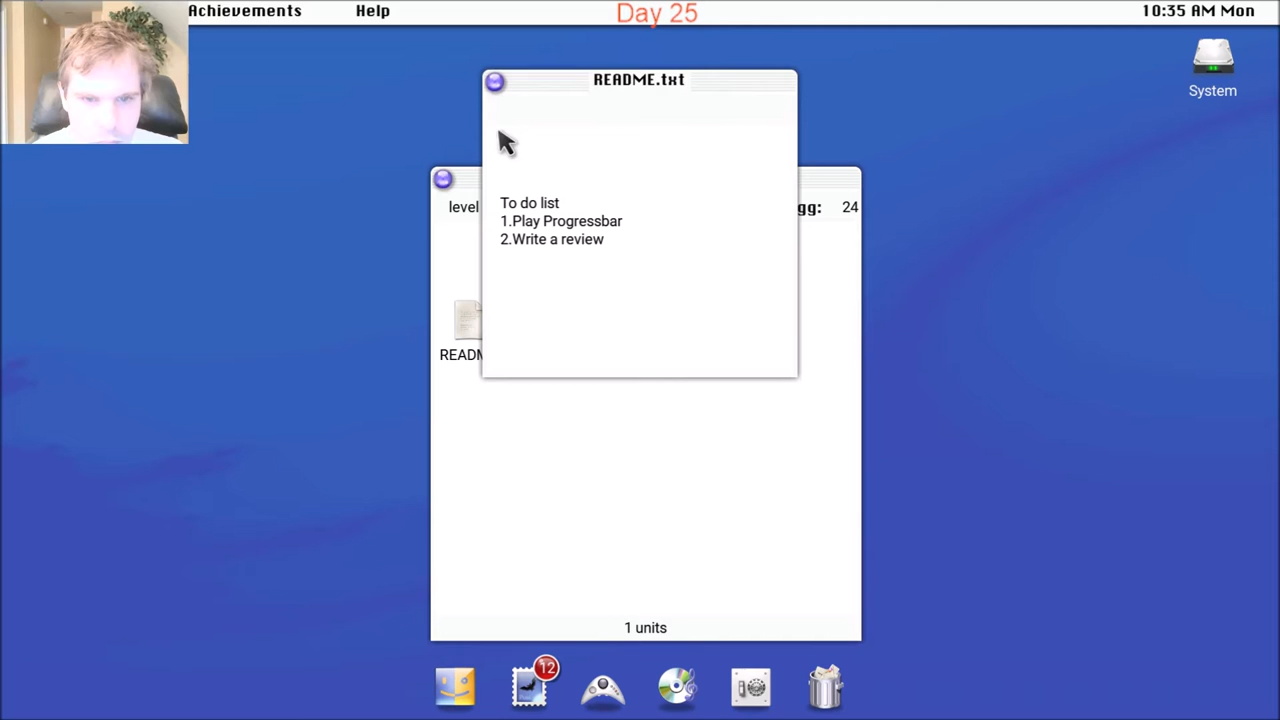 Achievements Help Day 25 10:35 AM Mon
System
README.txt
level gg: 24
To do list
1.Play Progressbar
2.Write a review
READM
1 units
12